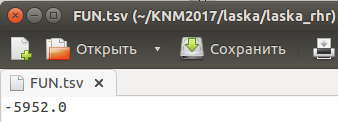 FUN.tsv (~/KNM2017/laska/laska_rhr)
Открыть Сохранить
FUN.tsv ×
-5952.0